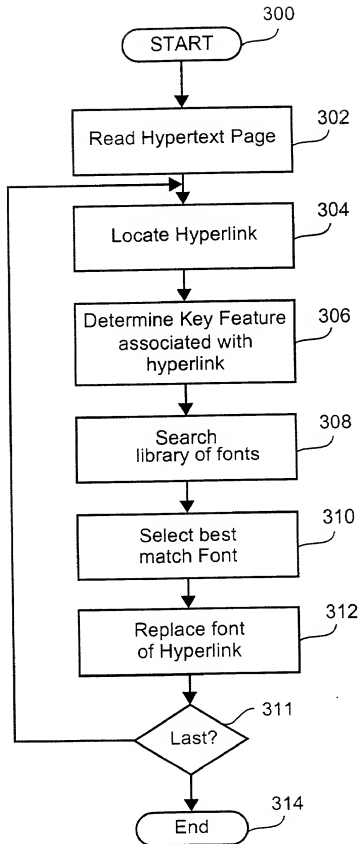 300
START
302
Read Hypertext Page
304
Locate Hyperlink
306
Determine Key Feature
associated with
hyperlink
308
Search
library of fonts
310
Select best
match Font
312
Replace font
of Hyperlink
311
Last?
314
End